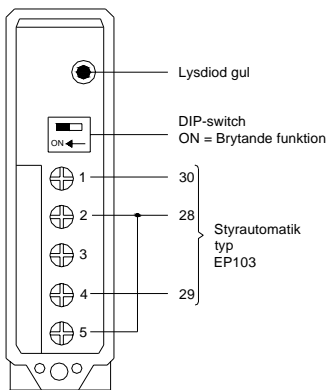 Lysdiod gul
DIP-switch
ON = Brytande funktion
ON
1 30
2 28
3
4 29
5
Styrautomatik
typ
EP103